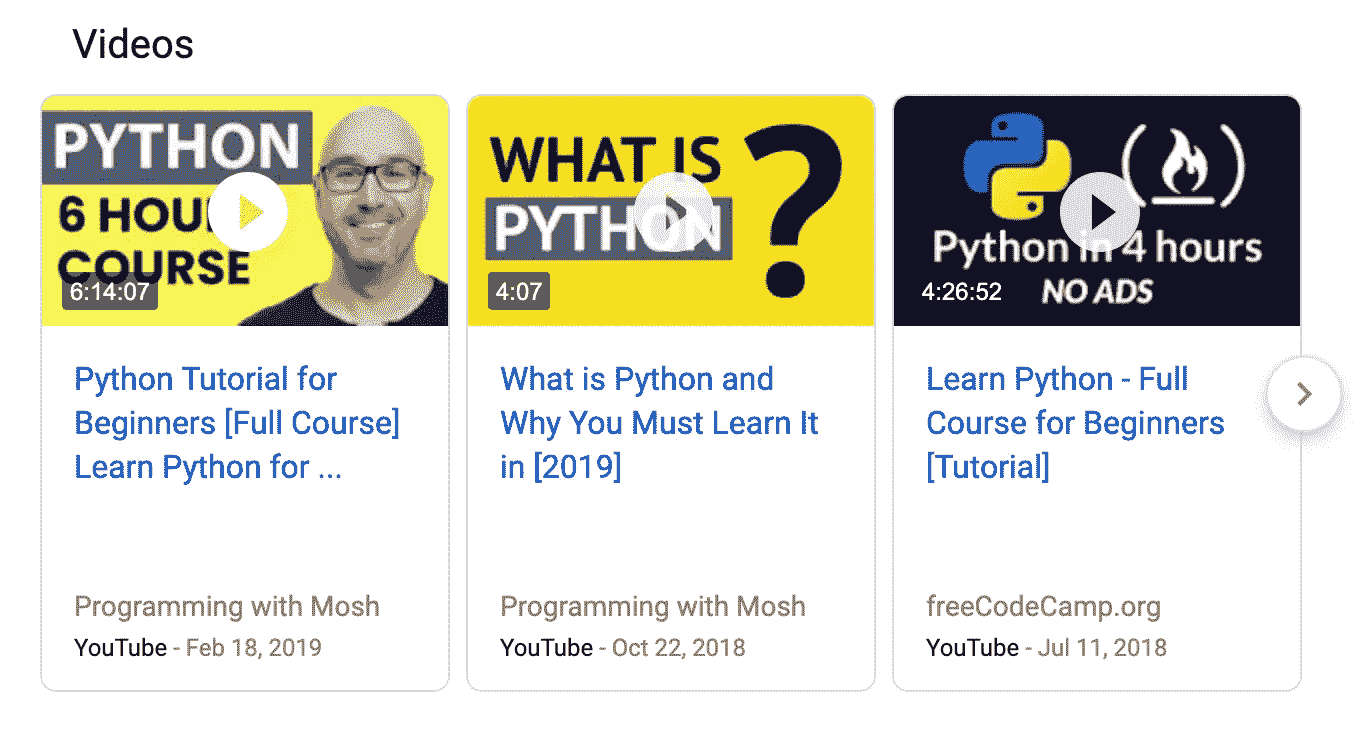 Videos
PYTHON
6 HOU
COURSE
6:14:07
Python Tutorial for
Beginners [Full Course]
Learn Python for ...
Programming with Mosh
YouTube - Feb 18, 2019
WHAT IS
PYTHON
?
4:07
What is Python and
Why You Must Learn It
in [2019]
Programming with Mosh
YouTube - Oct 22, 2018
Python in 4 hours
NO ADS
4:26:52
Learn Python - Full
Course for Beginners
[Tutorial]
freeCodeCamp.org
YouTube - Jul 11, 2018